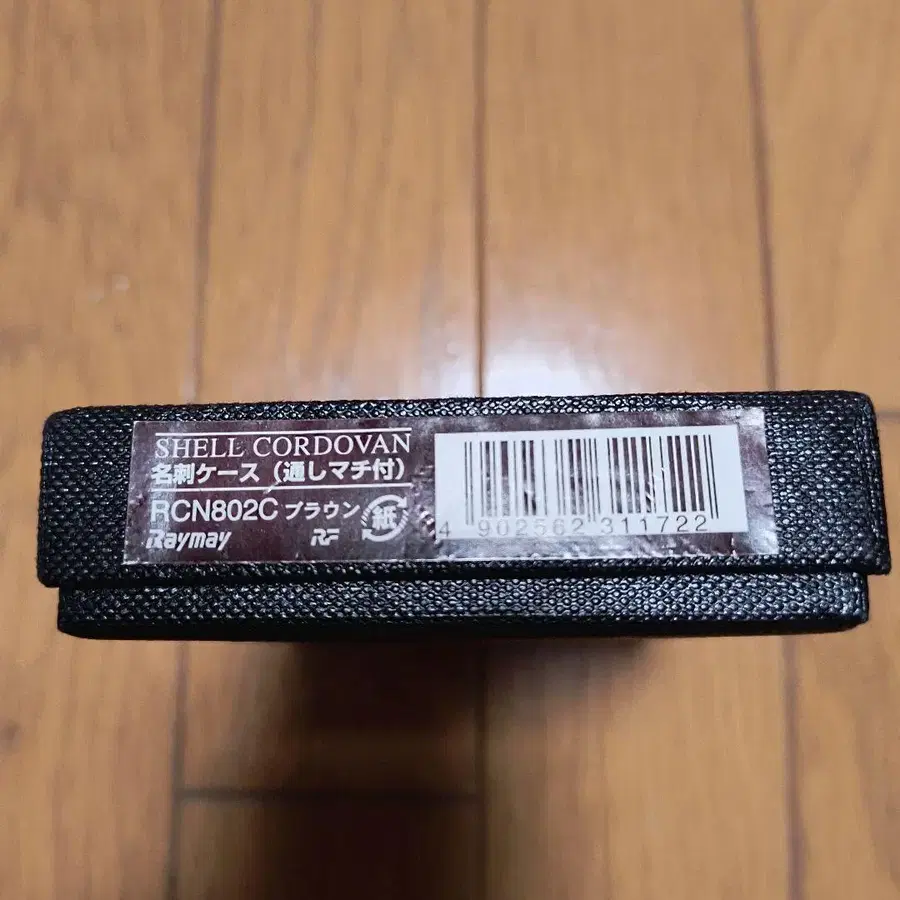 SHELL CORDOVAN
名刺ケース (通しマチ付)
RCN802C ブラウン 紙
Raymay RF
4 902562 311722